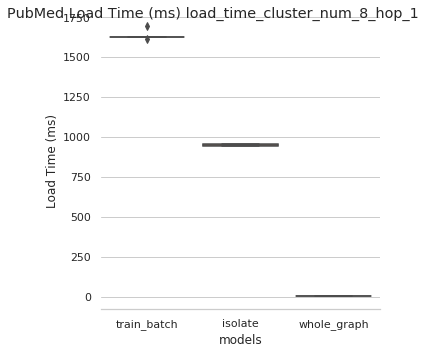 PubMed Load Time (ms) load_time_cluster_num_8_hop_1
1750
1500
1250
1000
750
500
250
0
Load Time (ms)
train_batch isolate whole_graph
models